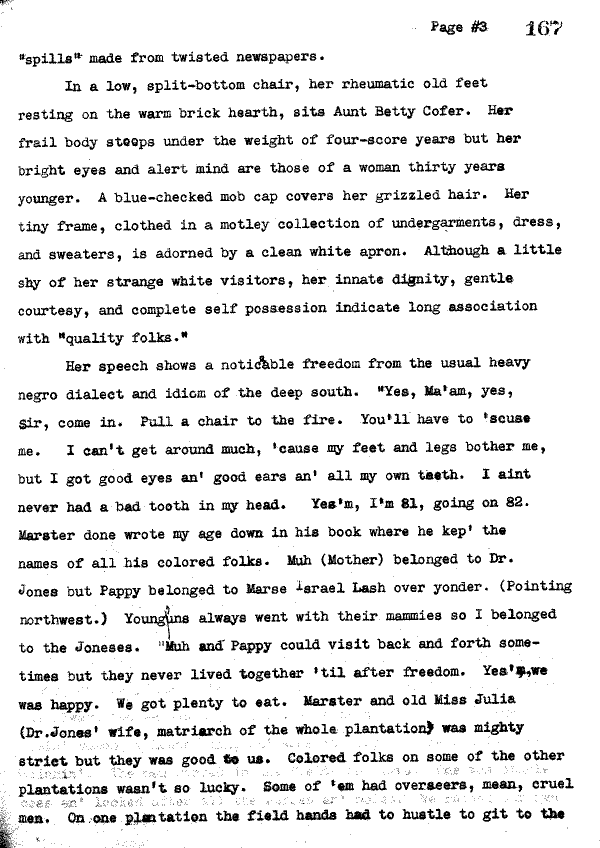 Page #3 167
"spills" made from twisted newspapers.
In a low, split-bottom chair, her rheumatic old feet
resting on the warm brick hearth, sits Aunt Betty Cofer. Her
frail body stoops under the weight of four-score years but her
bright eyes and alert mind are those of a woman thirty years
younger. A blue-checked mob cap covers her grizzled hair. Her
tiny frame, clothed in a motley collection of undergarments, dress,
and sweaters, is adorned by a clean white apron. Although a little
shy of her strange white visitors, her innate dignity, gentle
courtesy, and complete self possession indicate long association
with "quality folks."
Her speech shows a noticable freedom from the usual heavy
negro dialect and idiom of the deep south. "Yes, Ma'am, yes,
Sir, come in. Pull a chair to the fire. You'll have to 'scuse
me. I can't get around much, 'cause my feet and legs bother me,
but I got good eyes an' good ears an' all my own teeth. I aint
never had a bad tooth in my head. Yes'm, I'm 81, going on 82.
Marster done wrote my age down in his book where he kep' the
names of all his colored folks. Muh (Mother) belonged to Dr.
Jones but Pappy belonged to Marse Israel Lash over yonder. (Pointing
northwest.) Younguns always went with their mammies so I belonged
to the Joneses. "Muh and Pappy could visit back and forth some-
times but they never lived together 'til after freedom. Yes'm, we
was happy. We got plenty to eat. Marster and old Miss Julia
(Dr.Jones' wife, matriarch of the whole plantation) was mighty
strict but they was good to us. Colored folks on some of the other
plantations wasn't so lucky. Some of 'em had overseers, mean, cruel
men. On one plantation the field hands had to hustle to git to the